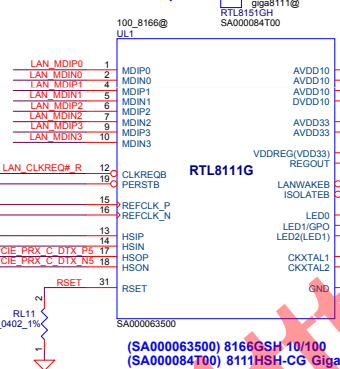 giga8111@
RTL8151GH
SA000084T00
100_8166@
UL1
LAN_MDIP0 1 MDIP0 AVDD10
LAN_MDIN0 2 MDIN0 AVDD10
LAN_MDIP1 4 MDIP1 AVDD10
LAN_MDIN1 5 MDIN1 DVDD10
LAN_MDIP2 6 MDIP2
LAN_MDIN2 7 MDIN2 AVDD33
LAN_MDIP3 9 MDIP3 AVDD33
LAN_MDIN3 10 MDIN3
VDDREG(VDD33)
REGOUT
LAN_CLKREQ#_R 12 CLKREQB
RTL8111G
19 PERSTB LANWAKEB
ISOLATEB
15 REFCLK_P
16 REFCLK_N LED0
LED1/GPO
13 HSIP LED2(LED1)
14 HSIN
CIE_PRX_C_DTX_P5 17 HSOP CKXTAL1
CIE_PRX_C_DTX_N5 18 HSON CKXTAL2
RSET 31 RSET GND
2
RL11
0402_1%
1
SA000063500
(SA000063500) 8166GSH 10/100
(SA000084T00) 8111HSH-CG Giga